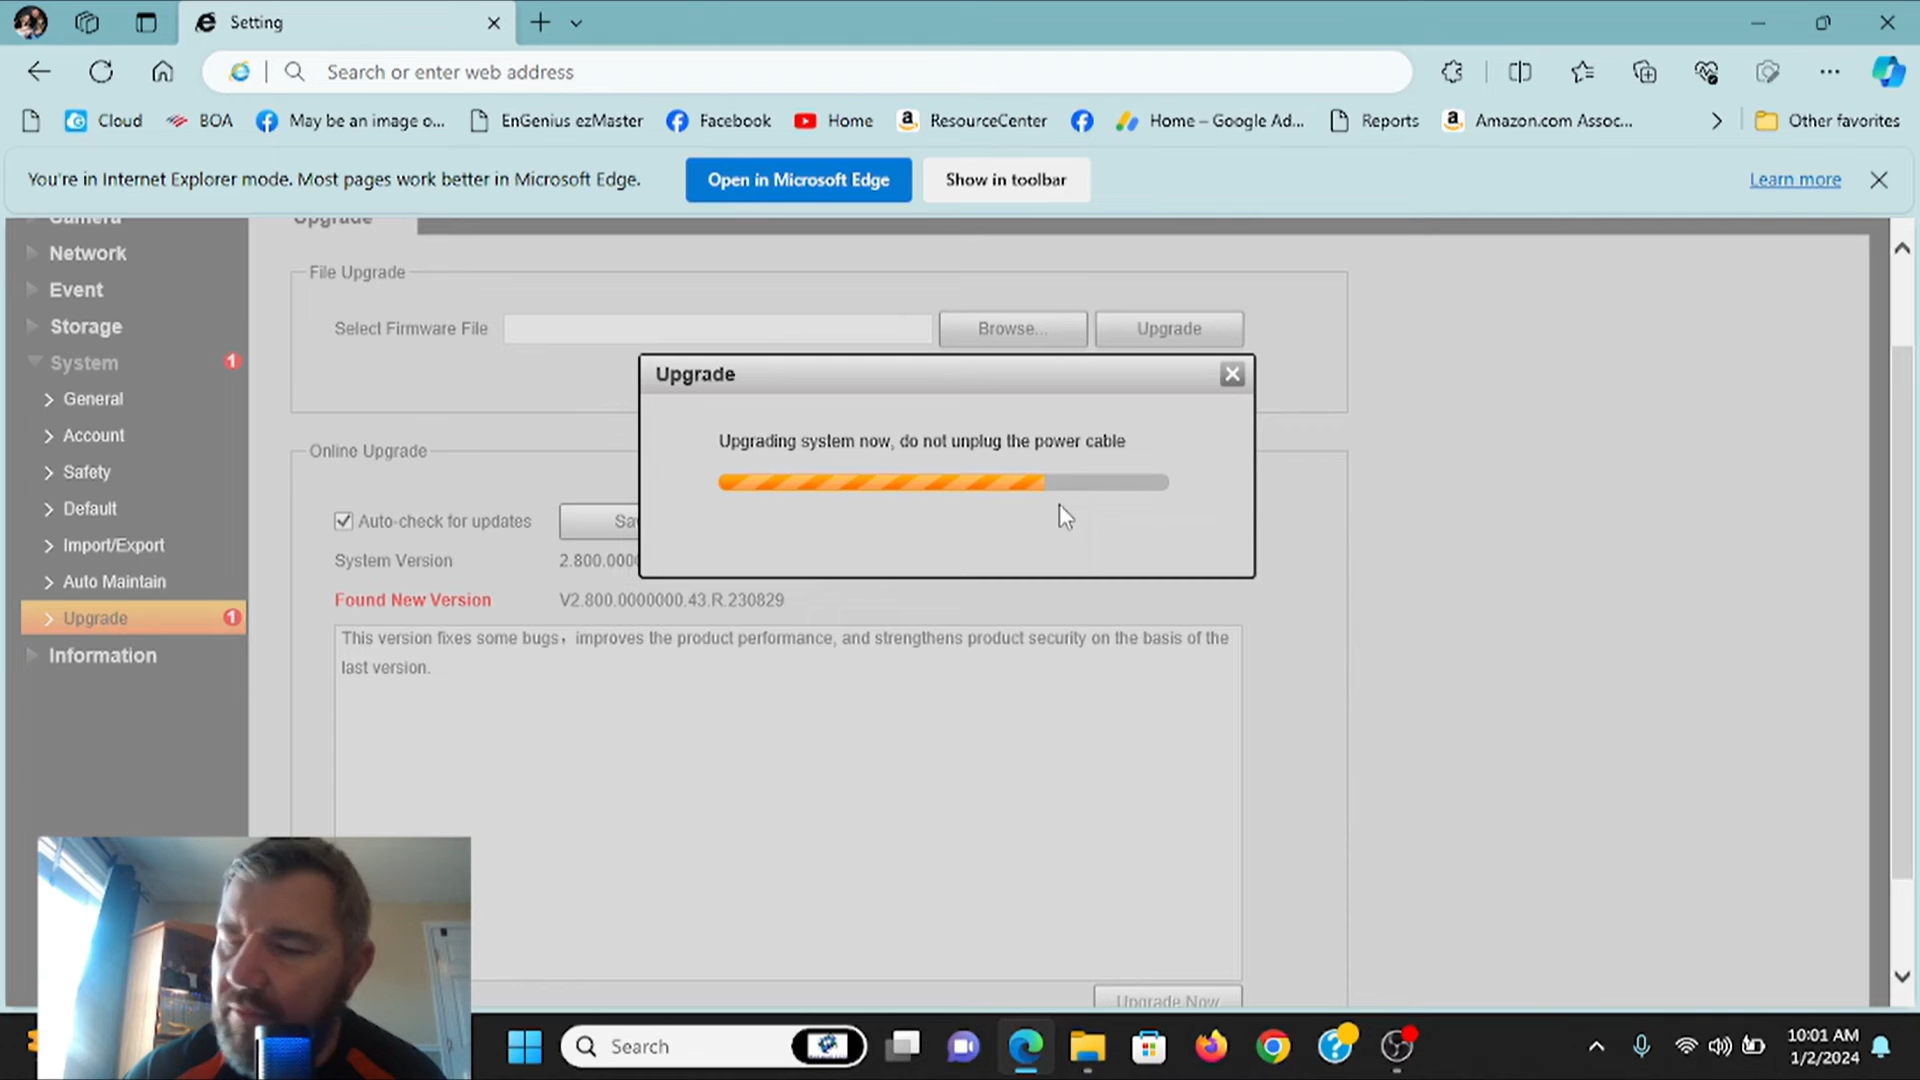 Setting
Search or enter web address
Cloud BOA May be an image o... EnGenius ezMaster Facebook Home ResourceCenter Home – Google Ad... Reports Amazon.com Assoc... Other favorites
You're in Internet Explorer mode. Most pages work better in Microsoft Edge. Open in Microsoft Edge Show in toolbar Learn more
Camera
Upgrade
Network
Event
Storage
System 1
General
Account
Safety
Default
Import/Export
Auto Maintain
Upgrade 1
Information
File Upgrade
Select Firmware File Browse... Upgrade
Upgrade
Upgrading system now, do not unplug the power cable
Online Upgrade
Auto-check for updates
System Version
Found New Version V2.800.0000000.43.R.230829
This version fixes some bugs，improves the product performance, and strengthens product security on the basis of the
last version.
Upgrade Now
Search
10:01 AM
1/2/2024